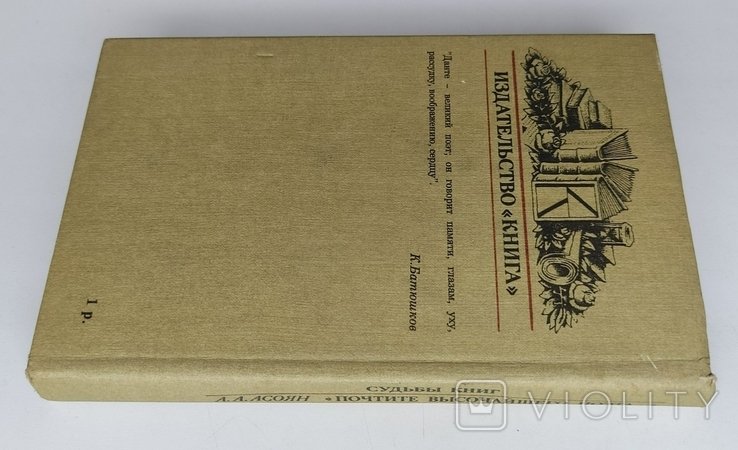 ИЗДАТЕЛЬСТВО «КНИГА»
"Данте – великий поэт; он говорит памяти, глазам, уху,
рассудку, воображению, сердцу".
К.Батюшков
1 р.
К
СУДЬБЫ КНИГ
А.А.АСОЯН «ПОЧТИТЕ ВЫСОЧАЙШЕГО
VIOLITY